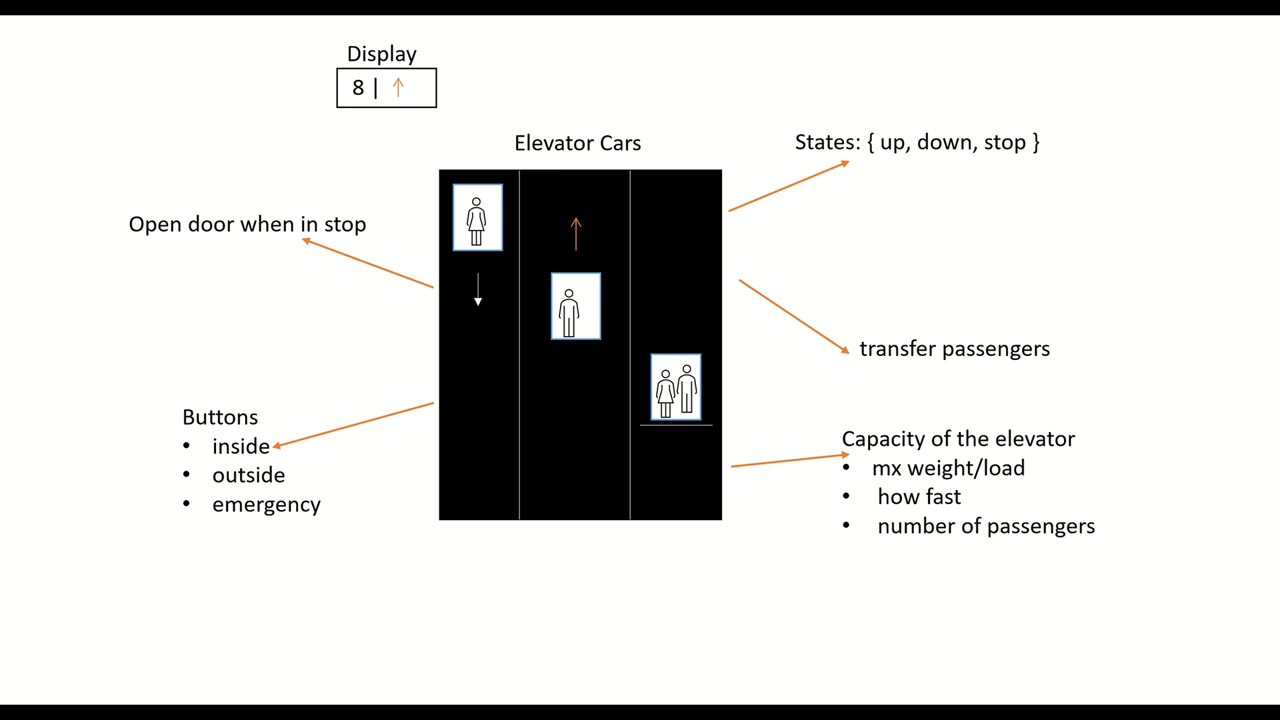 Display
8 | ↑
Elevator Cars
States: { up, down, stop }
Open door when in stop
transfer passengers
Buttons
• inside
• outside
• emergency
Capacity of the elevator
• mx weight/load
• how fast
• number of passengers